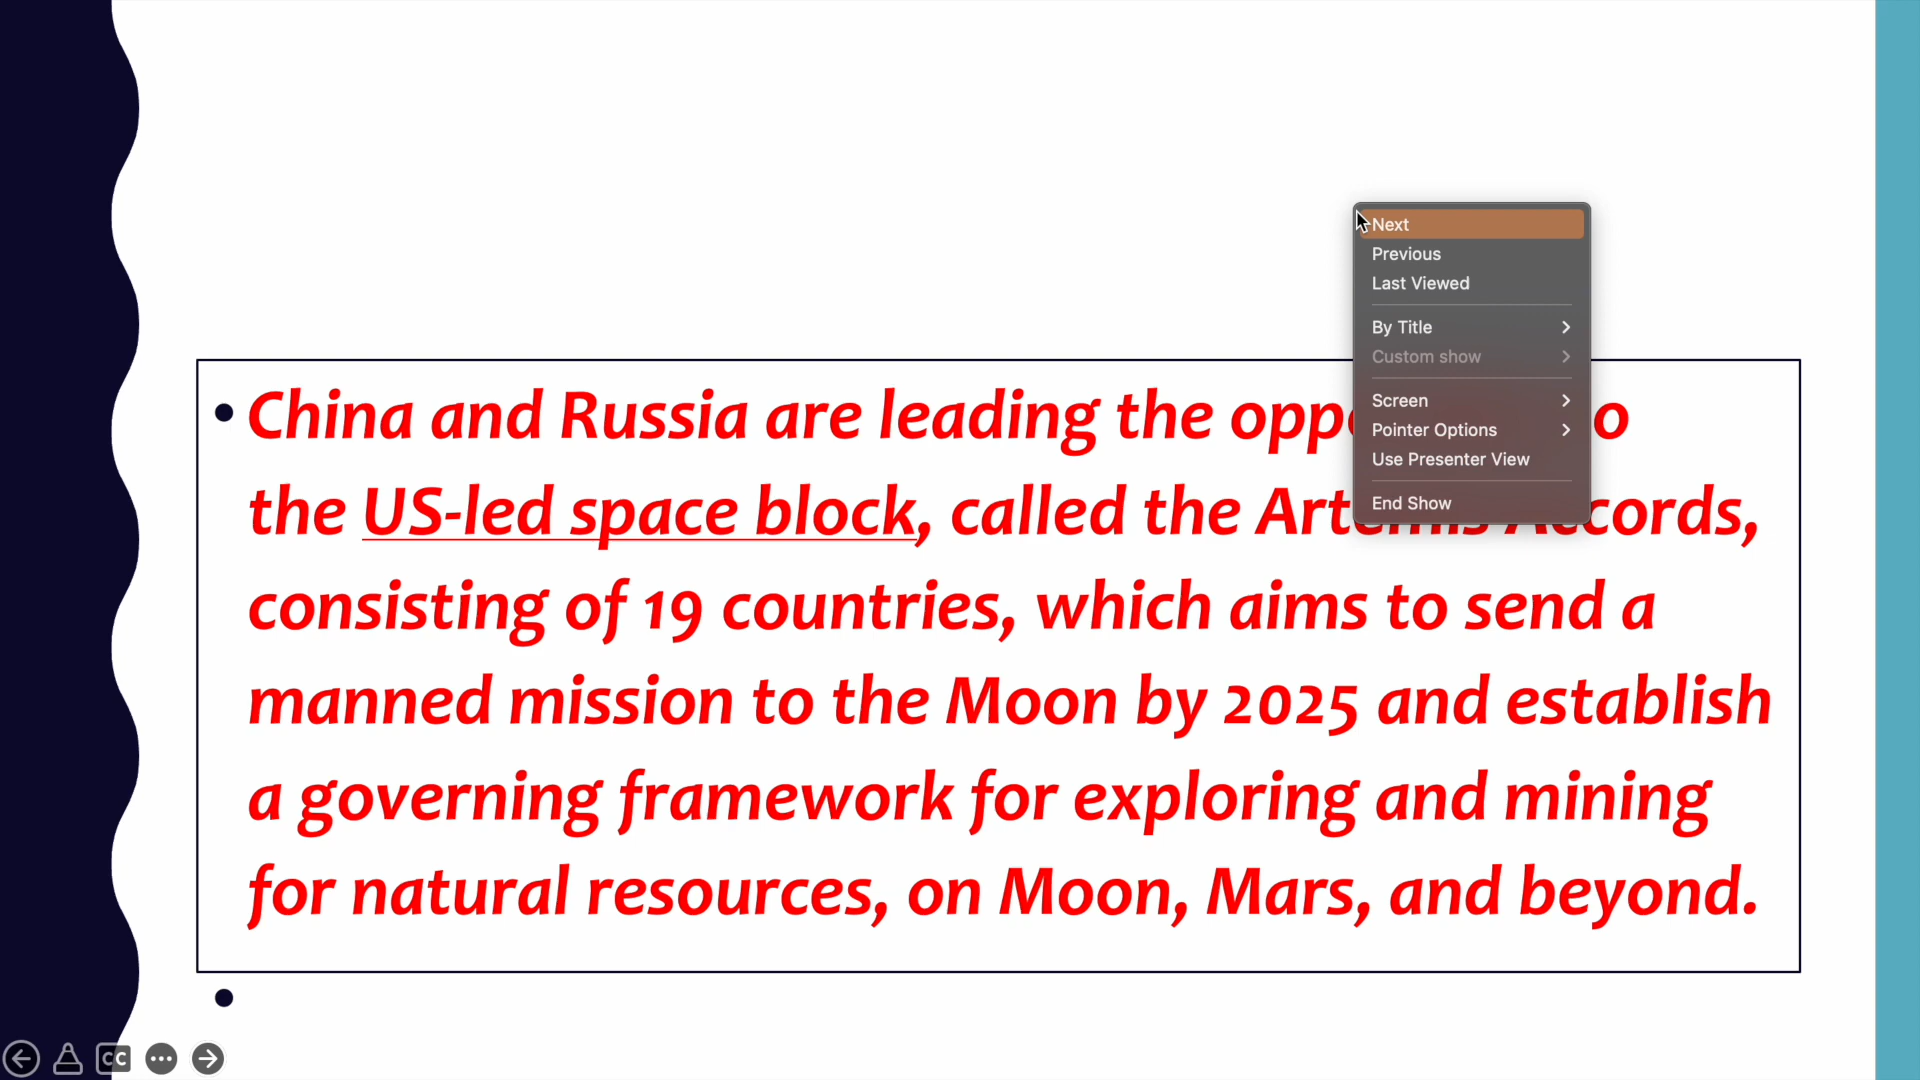 Next
Previous
Last Viewed
By Title
Custom show
Screen
Pointer Options
Use Presenter View
End Show
• China and Russia are leading the o
the US-led space block, called the Accords,
consisting of 19 countries, which aims to send a
manned mission to the Moon by 2025 and establish
a governing framework for exploring and mining
for natural resources, on Moon, Mars, and beyond.
•
CC